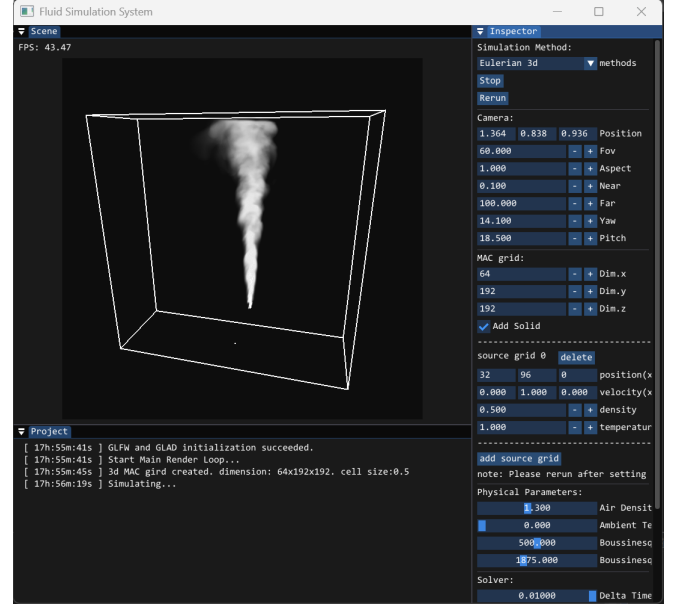 Fluid Simulation System
Scene
FPS: 43.47
Inspector
Simulation Method:
Eulerian 3d methods
Stop
Rerun
Camera:
1.364 0.838 0.936 Position
60.000 - + Fov
1.000 - + Aspect
0.100 - + Near
100.000 - + Far
14.100 - + Yaw
18.500 - + Pitch
MAC grid:
64 - + Dim.x
192 - + Dim.y
192 - + Dim.z
Add Solid
source grid 0 delete
32 96 0 position(x
0.000 1.000 0.000 velocity(x
0.500 - + density
1.000 - + temperatur
add source grid
note: Please rerun after setting
Physical Parameters:
1.300 Air Densit
0.000 Ambient Te
500.000 Boussinesq
1875.000 Boussinesq
Solver:
0.01000 Delta Time
Project
[ 17h:55m:41s ] GLFW and GLAD initialization succeeded.
[ 17h:55m:41s ] Start Main Render Loop...
[ 17h:55m:45s ] 3d MAC gird created. dimension: 64x192x192. cell size:0.5
[ 17h:56m:19s ] Simulating...